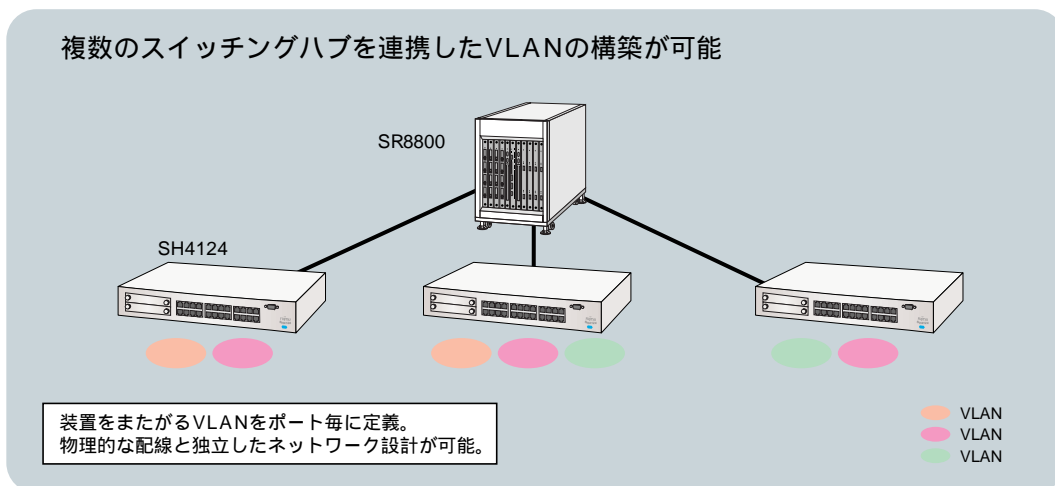 複数のスイッチングハブを連携したVLANの構築が可能
SR8800
SH4124
装置をまたがるVLANをポート毎に定義。
物理的な配線と独立したネットワーク設計が可能。
VLAN
VLAN
VLAN